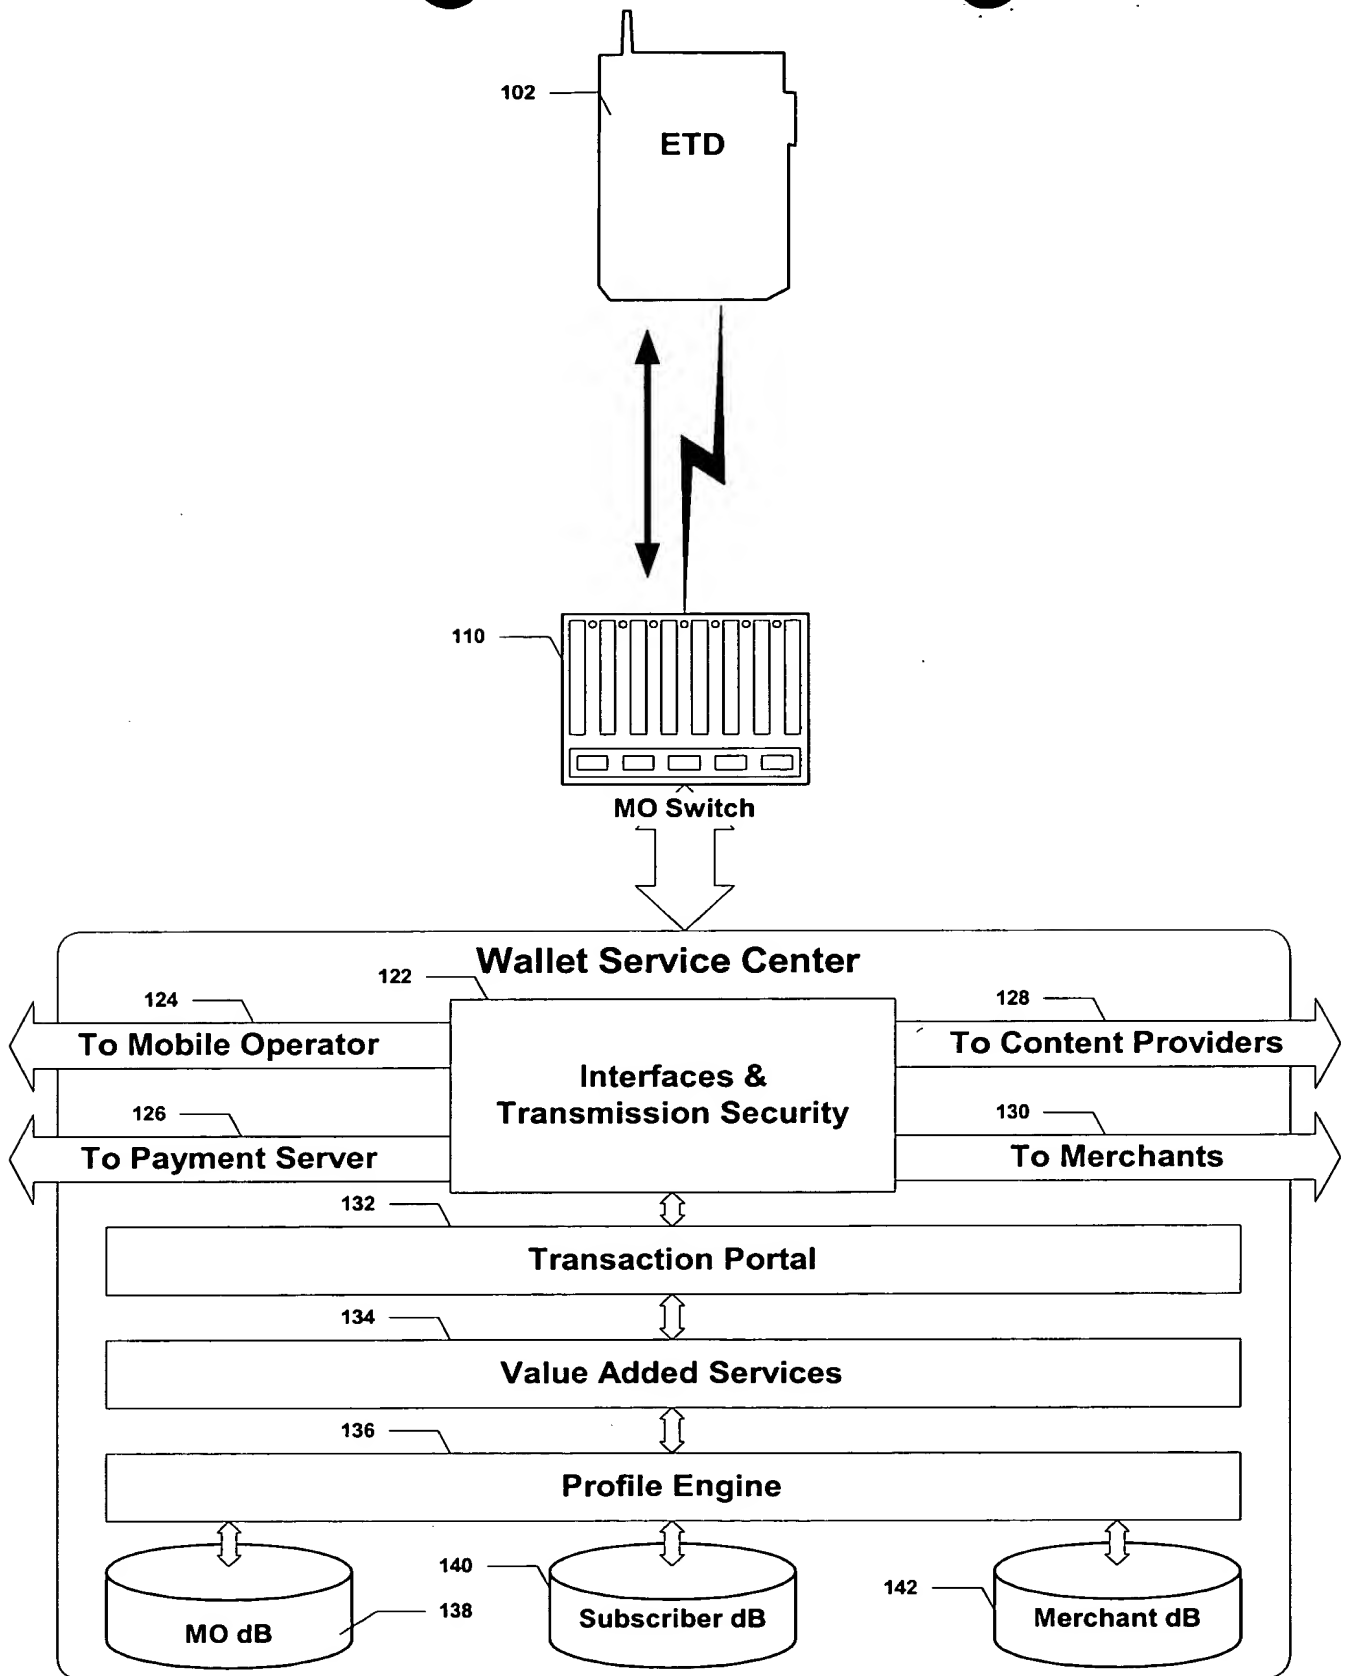 102
ETD
110
MO Switch
Wallet Service Center
122
124
128
To Mobile Operator
Interfaces &
Transmission Security
To Content Providers
126
130
To Payment Server
To Merchants
132
Transaction Portal
134
Value Added Services
136
Profile Engine
140
142
138
MO dB
Subscriber dB
Merchant dB